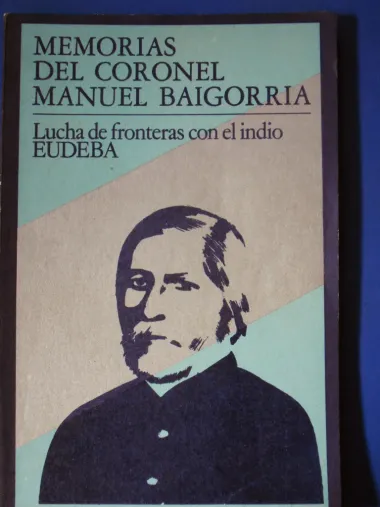 MEMORIAS
DEL CORONEL
MANUEL BAIGORRIA
Lucha de fronteras con el indio
EUDEBA